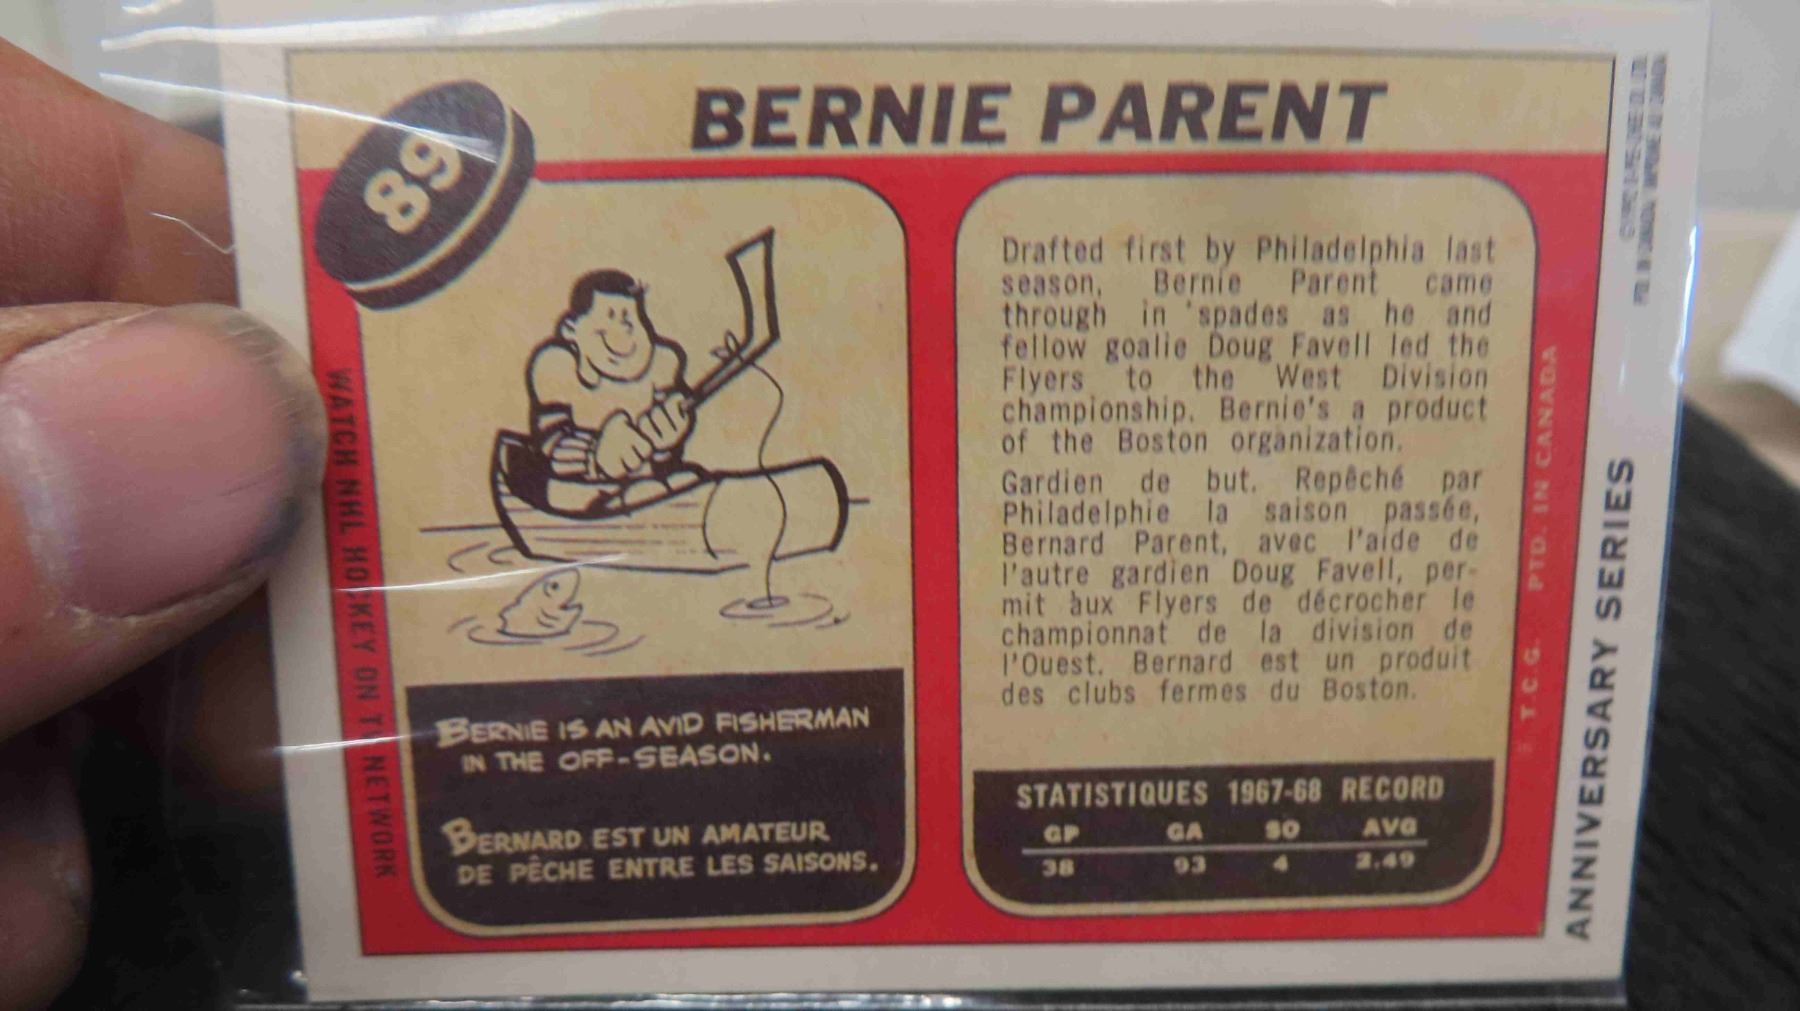 BERNIE PARENT
89
Drafted first by Philadelphia last
season, Bernie Parent came
through in spades as he and
fellow goalie Doug Favell led the
Flyers to the West Division
championship. Bernie's a product
of the Boston organization.
Gardien de but. Repêché par
Philadelphie la saison passée,
Bernard Parent, avec l'aide de
l'autre gardien Doug Favell, per-
mit aux Flyers de décrocher le
championnat de la division de
l'Ouest. Bernard est un produit
des clubs fermes du Boston.
BERNIE IS AN AVID FISHERMAN
IN THE OFF-SEASON.
BERNARD EST UN AMATEUR
DE PÊCHE ENTRE LES SAISONS.
STATISTIQUES 1967-68 RECORD
GP GA SO AVG
38 93 4 2.49
WATCH NHL HOCKEY ON TV NETWORK
T.C.G. PTD. IN CANADA
ANNIVERSARY SERIES